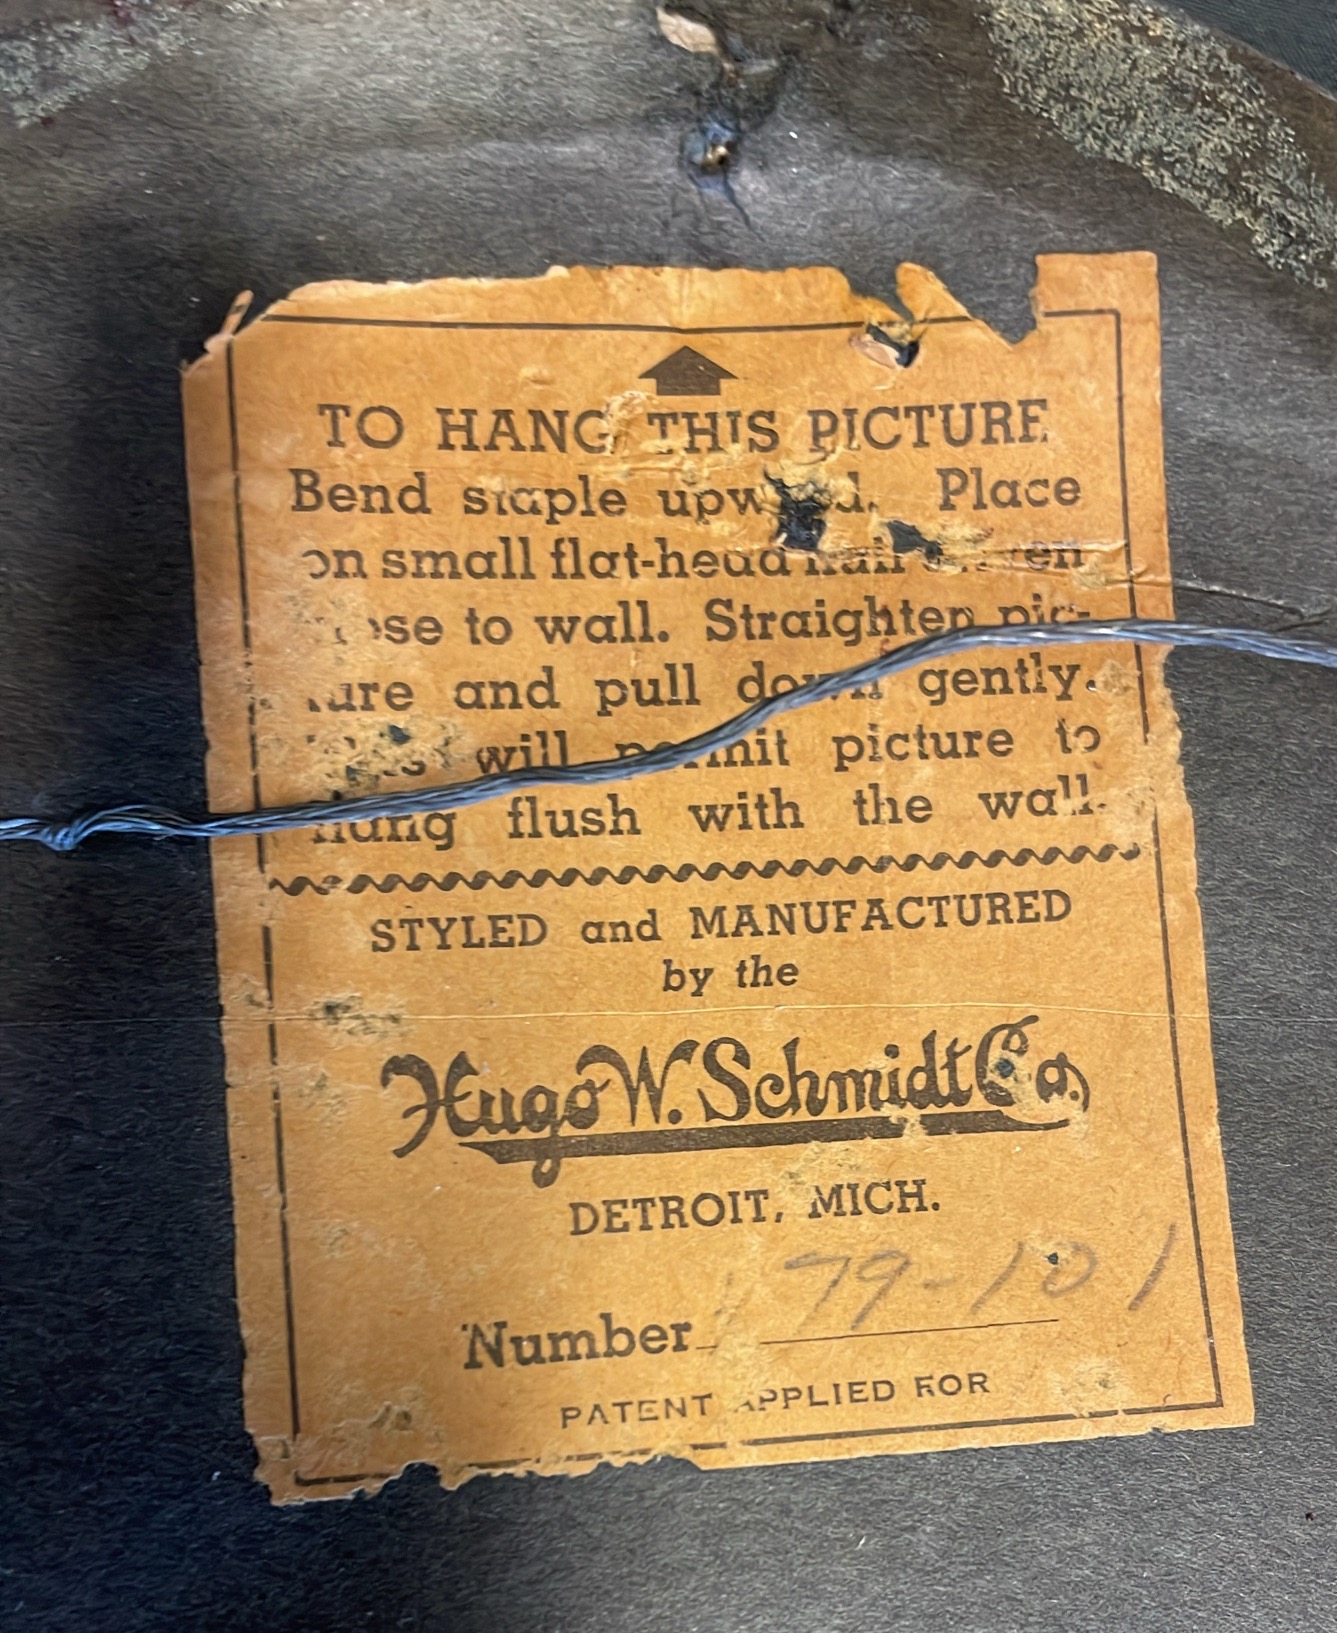 TO HANG THIS PICTURE
Bend staple upward. Place
on small flat-head nail driven
close to wall. Straighten pic-
ture and pull down gently.
This will permit picture to
hang flush with the wall.
STYLED and MANUFACTURED
by the
Hugo W. Schmidt Co.
DETROIT, MICH.
Number 179-101
PATENT APPLIED FOR